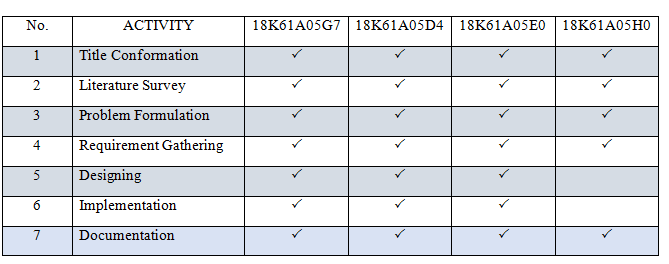 No. ACTIVITY 18K61A05G7 18K61A05D4 18K61A05E0 18K61A05H0
1 Title Conformation ✓ ✓ ✓ ✓
2 Literature Survey ✓ ✓ ✓ ✓
3 Problem Formulation ✓ ✓ ✓ ✓
4 Requirement Gathering ✓ ✓ ✓ ✓
5 Designing ✓ ✓ ✓
6 Implementation ✓ ✓ ✓
7 Documentation ✓ ✓ ✓ ✓